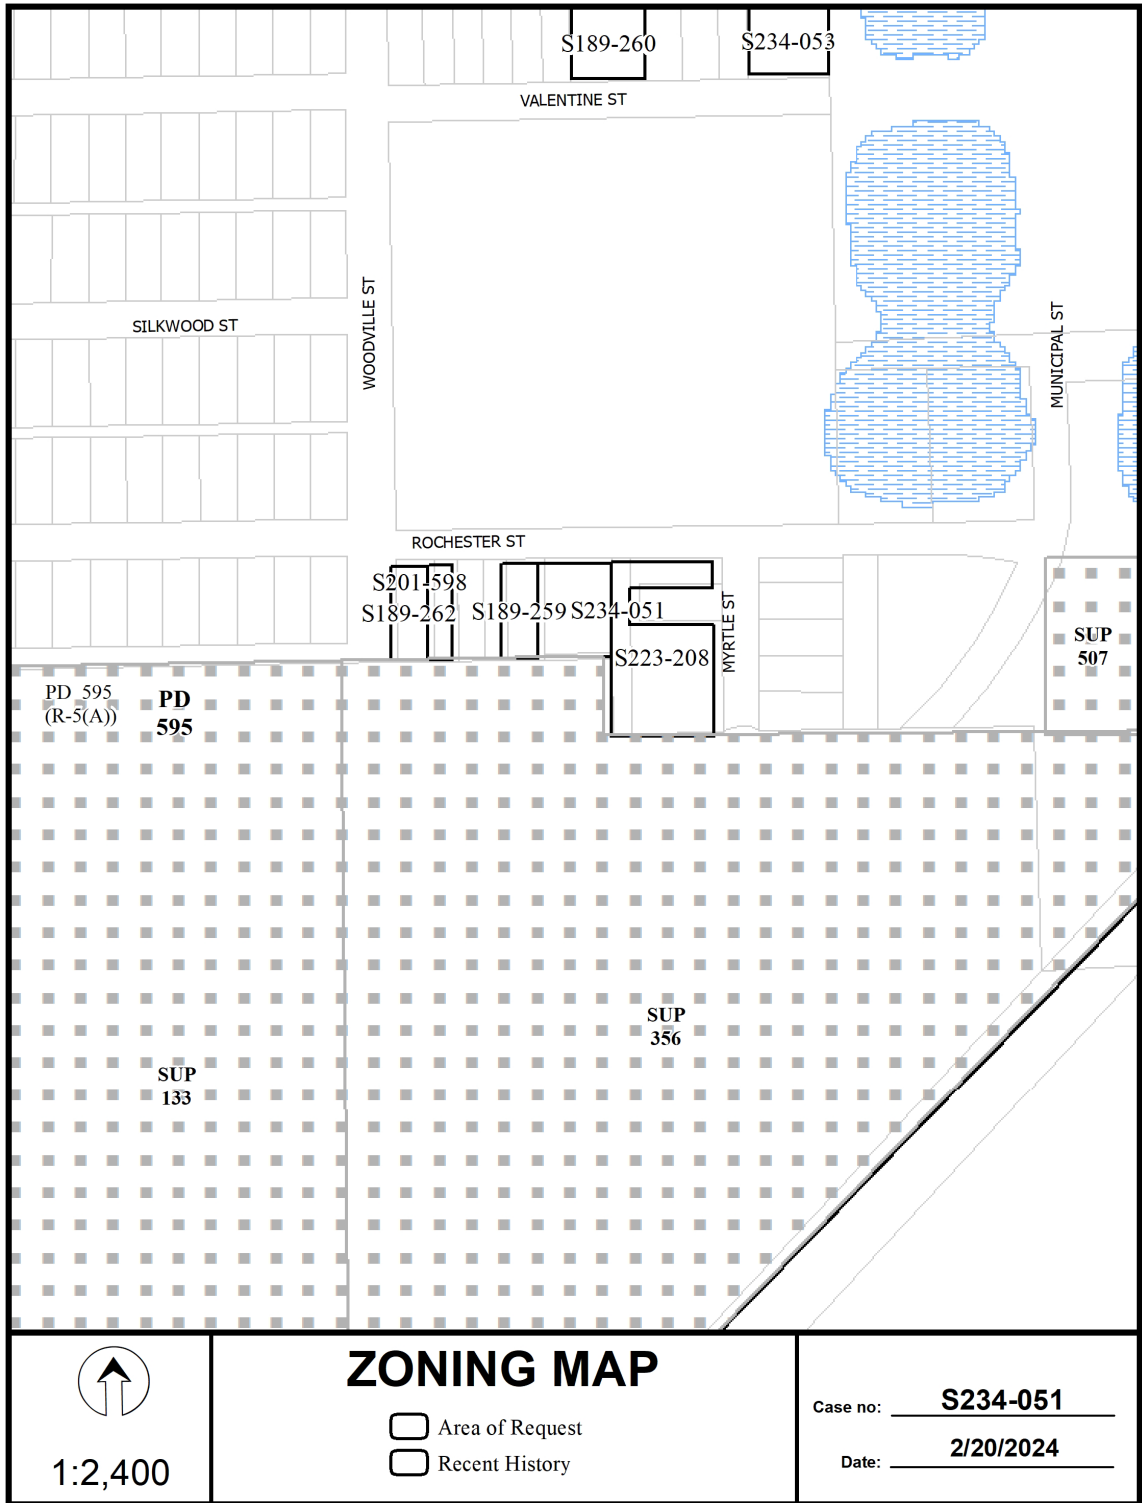 S189-260
S234-053
VALENTINE ST
WOODVILLE ST
SILKWOOD ST
MUNICIPAL ST
ROCHESTER ST
S201-598
S189-262
S189-259
S234-051
MYRTLE ST
S223-208
SUP
507
PD 595
(R-5(A))
PD
595
SUP
356
SUP
133
1:2,400
ZONING MAP
Area of Request
Recent History
Case no: S234-051
Date: 2/20/2024